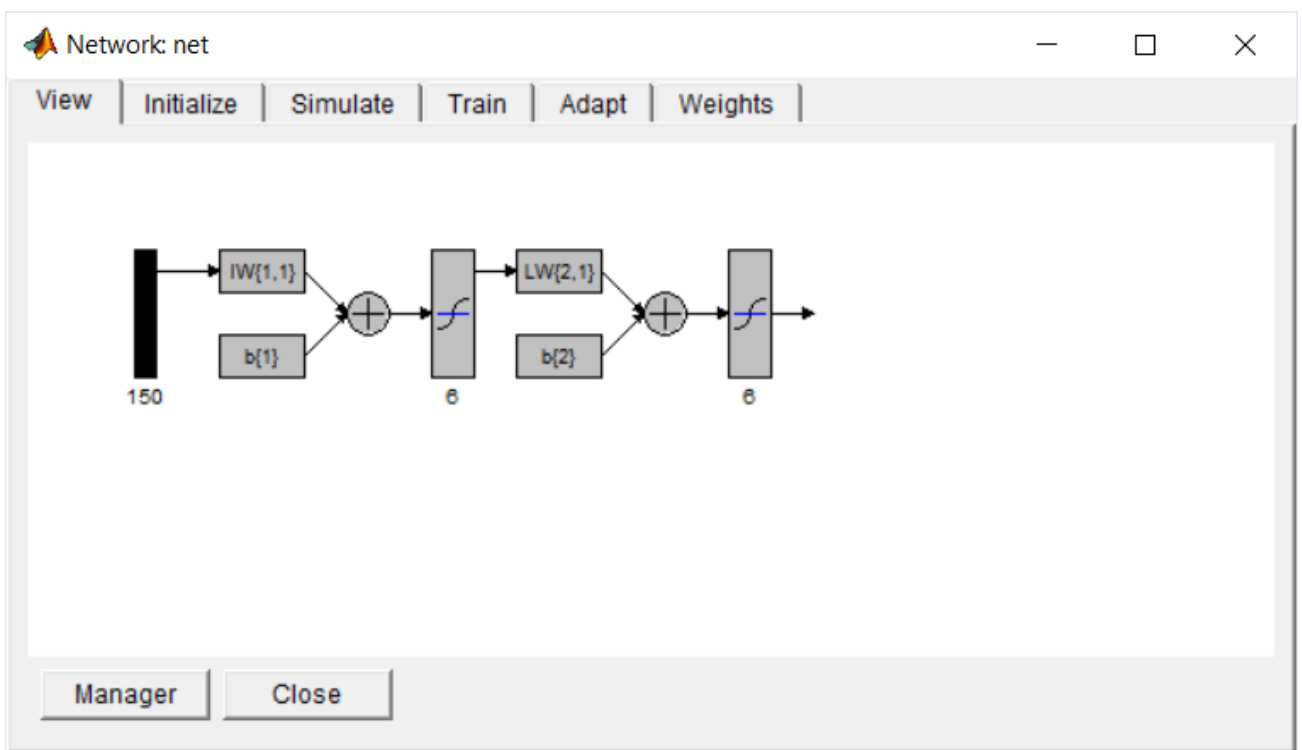 Network: net
View Initialize Simulate Train Adapt Weights
IW{1,1} LW{2,1}
b{1} b{2}
150 6 6
Manager Close